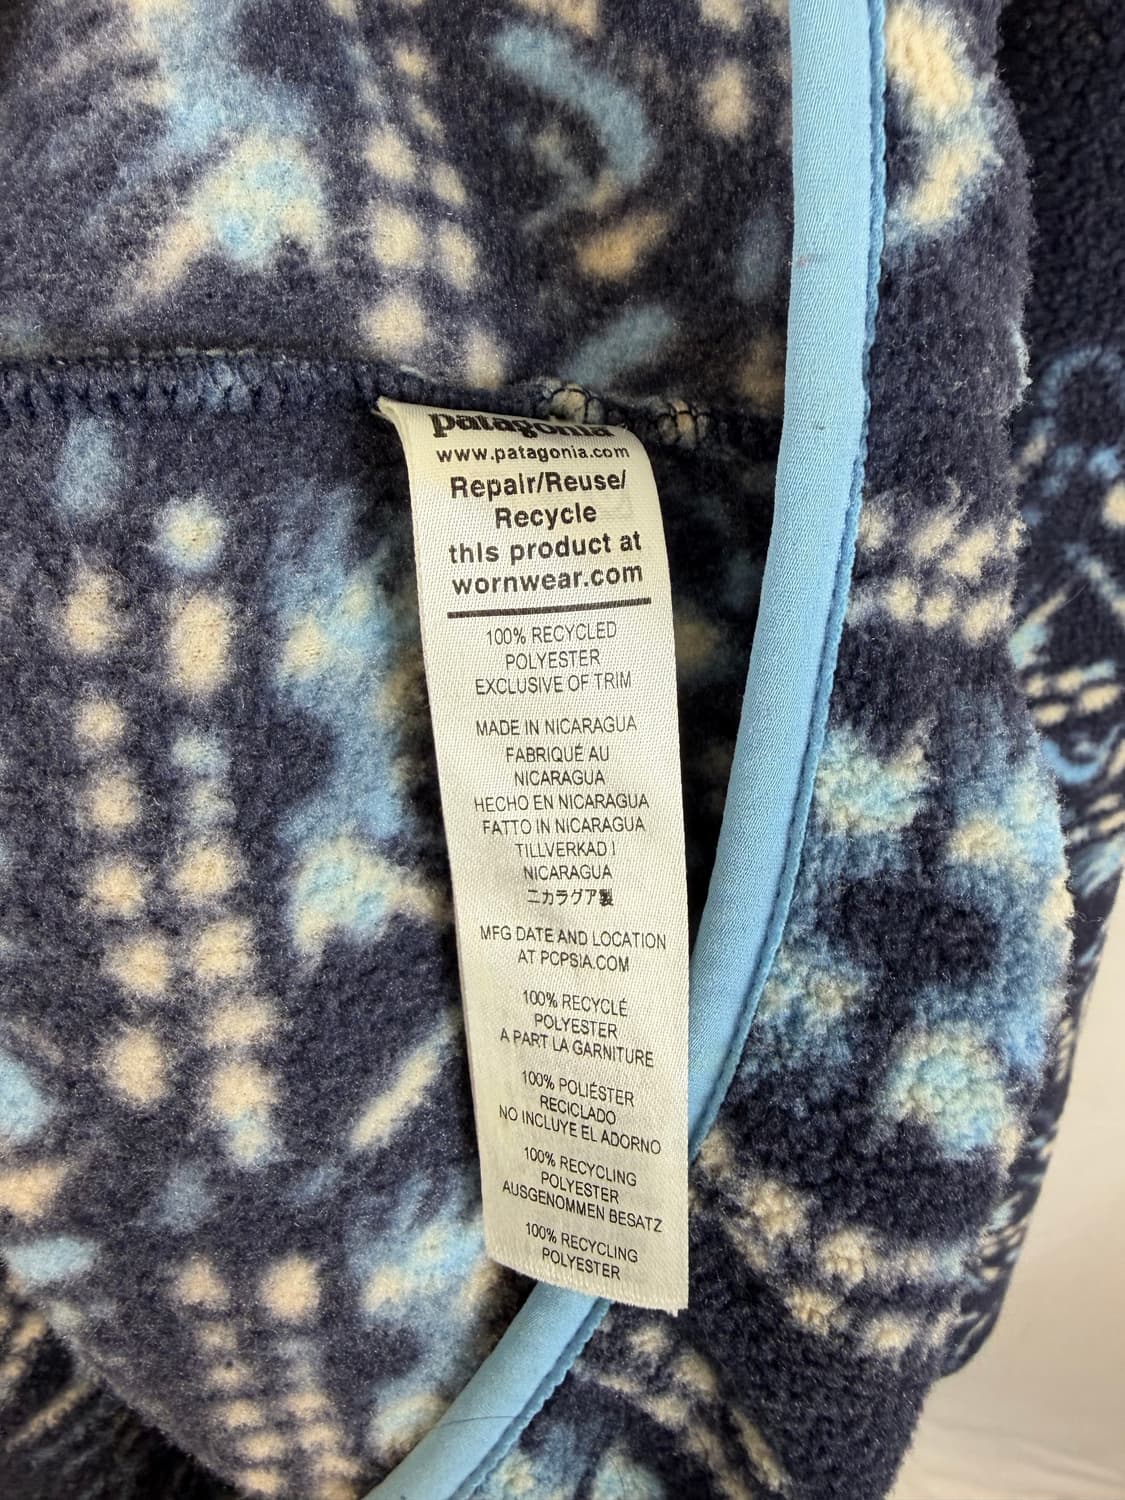 patagonia
www.patagonia.com
Repair/Reuse/
Recycle
this product at
wornwear.com
100% RECYCLED
POLYESTER
EXCLUSIVE OF TRIM
MADE IN NICARAGUA
FABRIQUÉ AU
NICARAGUA
HECHO EN NICARAGUA
FATTO IN NICARAGUA
TILLVERKAD I
NICARAGUA
ニカラグア製
MFG DATE AND LOCATION
AT PCPSIA.COM
100% RECYCLÉ
POLYESTER
A PART LA GARNITURE
100% POLIÉSTER
RECICLADO
NO INCLUYE EL ADORNO
100% RECYCLING
POLYESTER
AUSGENOMMEN BESATZ
100% RECYCLING
POLYESTER